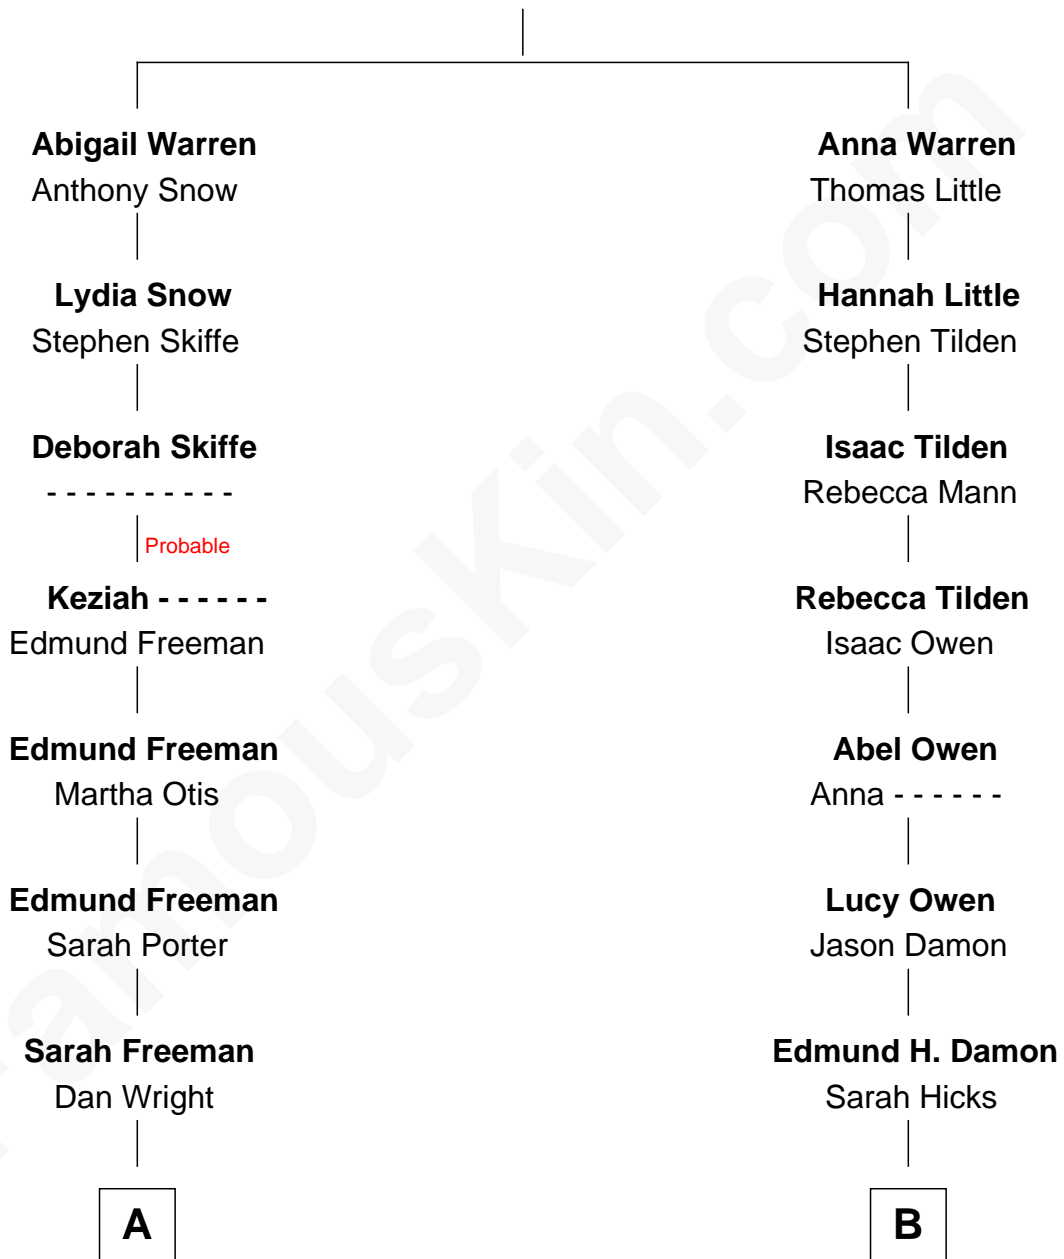 Abigail Warren
Anthony Snow
Lydia Snow
Stephen Skiffe
Deborah Skiffe
- - - - - - - - - -
Probable
Keziah - - - - - -
Edmund Freeman
Edmund Freeman
Martha Otis
Edmund Freeman
Sarah Porter
Sarah Freeman
Dan Wright
A
Anna Warren
Thomas Little
Hannah Little
Stephen Tilden
Isaac Tilden
Rebecca Mann
Rebecca Tilden
Isaac Owen
Abel Owen
Anna - - - - - -
Lucy Owen
Jason Damon
Edmund H. Damon
Sarah Hicks
B
FamousKin.com